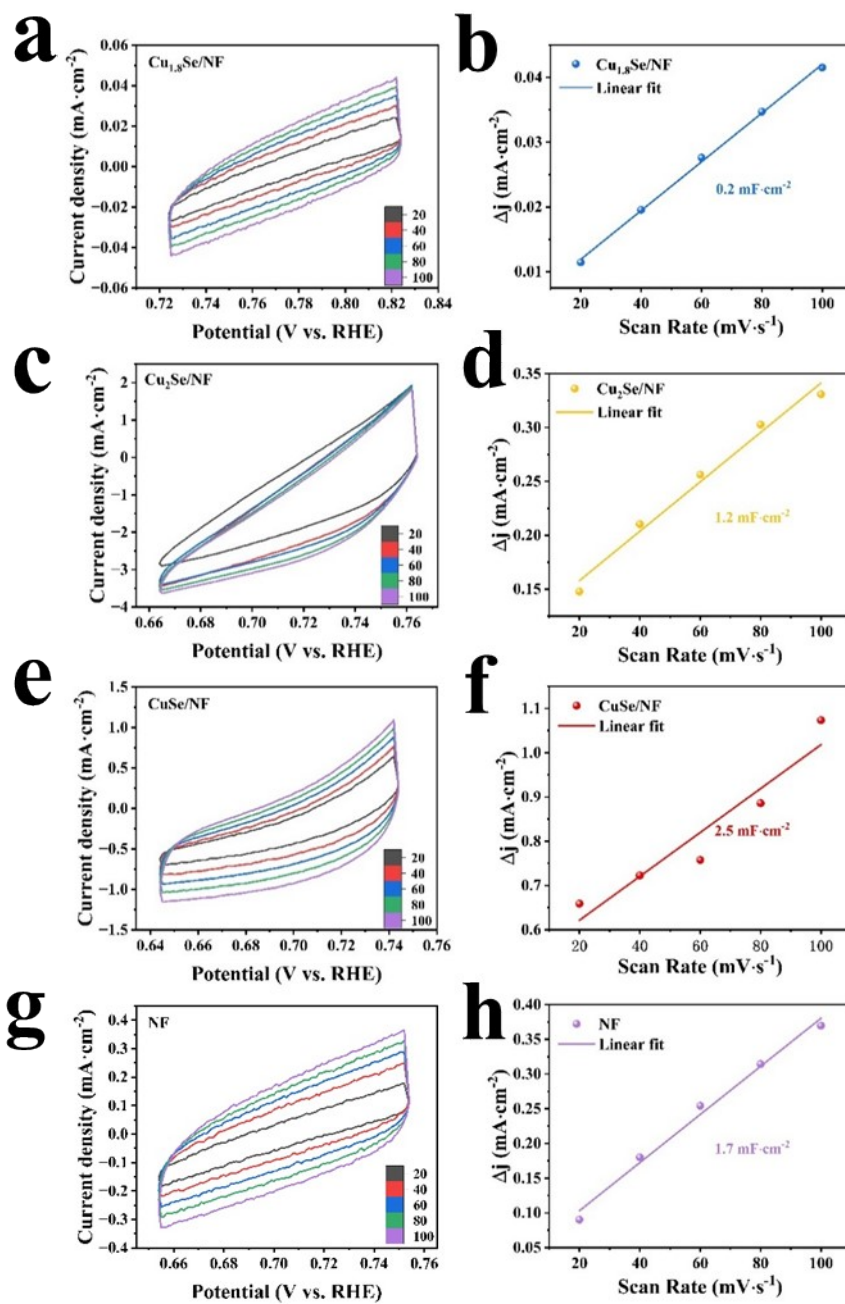 a
Cu1.8Se/NF
Current density (mA·cm-2)
0.06
0.04
0.02
0.00
-0.02
-0.04
0.06
0.72 0.74 0.76 0.78 0.80 0.82 0.84
Potential (V vs. RHE)
20
40
60
80
100
b
Cu1.8Se/NF
Linear fit
Δj (mA·cm-2)
0.04
0.03
0.02
0.01
0.2 mF·cm-2
20 40 60 80 100
Scan Rate (mV·s-1)
c
Cu2Se/NF
Current density (mA·cm-2)
2
1
0
-1
-2
-3
-4
0.66 0.68 0.70 0.72 0.74 0.76
Potential (V vs. RHE)
20
40
60
80
100
d
Cu2Se/NF
Linear fit
Δj (mA·cm-2)
0.35
0.30
0.25
0.20
0.15
1.2 mF·cm-2
20 40 60 80 100
Scan Rate (mV·s-1)
e
CuSe/NF
Current density (mA·cm-2)
1.5
1.0
0.5
0.0
-0.5
-1.0
-1.5
0.64 0.66 0.68 0.70 0.72 0.74 0.76
Potential (V vs. RHE)
20
40
60
80
100
f
CuSe/NF
Linear fit
Δj (mA·cm-2)
1.1
1.0
0.9
0.8
0.7
0.6
2.5 mF·cm-2
20 40 60 80 100
Scan Rate (mV·s-1)
g
NF
Current density (mA·cm-2)
0.4
0.3
0.2
0.1
0.0
-0.1
-0.2
-0.3
-0.4
0.66 0.68 0.70 0.72 0.74 0.76
Potential (V vs. RHE)
20
40
60
80
100
h
NF
Linear fit
Δj (mA·cm-2)
0.40
0.35
0.30
0.25
0.20
0.15
0.10
0.05
1.7 mF·cm-2
20 40 60 80 100
Scan Rate (mV·s-1)